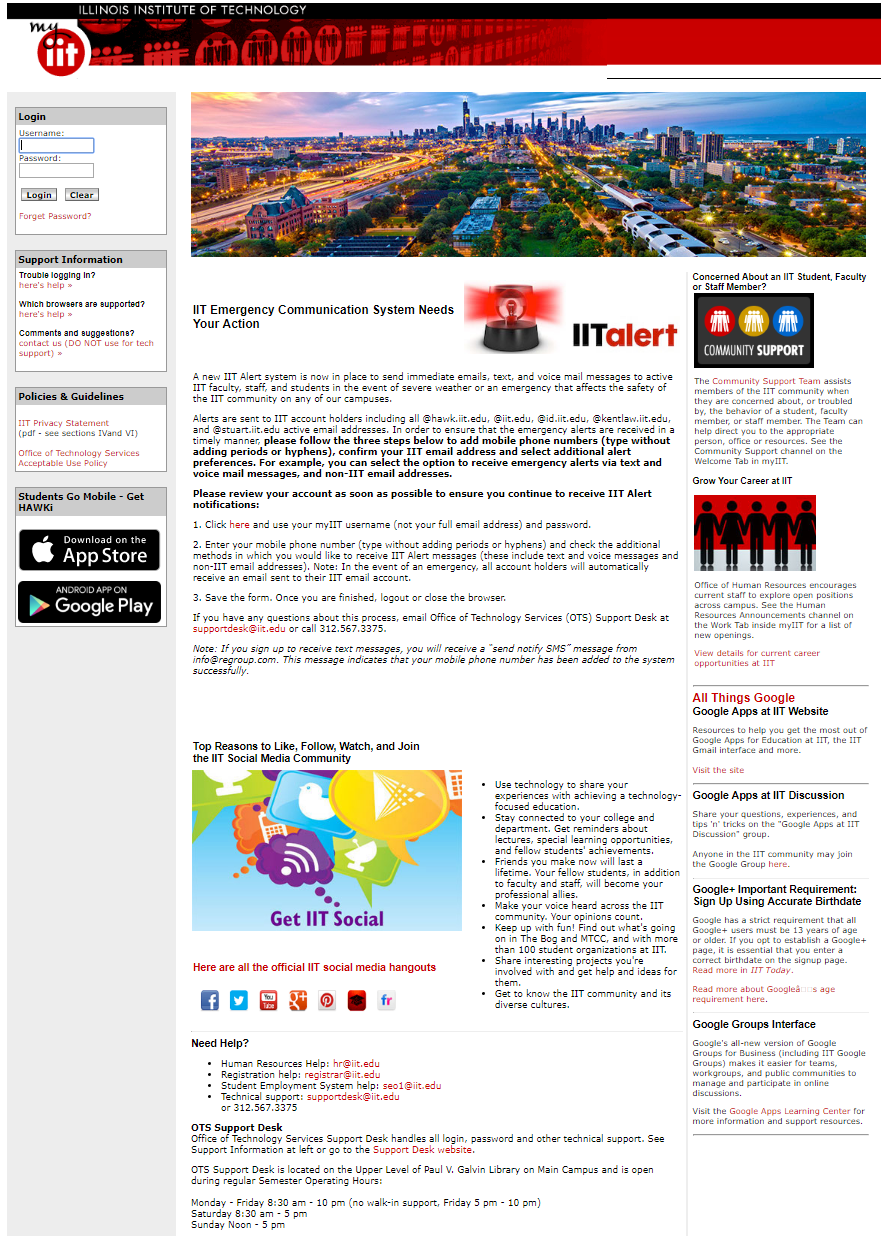 ILLINOIS INSTITUTE OF TECHNOLOGY
my
iit
Login
Username:
Password:
Login Clear
Forget Password?
Support Information
Trouble logging in?
here's help »
Which browsers are supported?
here's help »
Comments and suggestions?
contact us (DO NOT use for tech
support) »
Policies & Guidelines
IIT Privacy Statement
(pdf - see sections IVand VI)
Office of Technology Services
Acceptable Use Policy
Students Go Mobile - Get
HAWKi
Download on the
App Store
ANDROID APP ON
Google Play
IIT Emergency Communication System Needs
Your Action
IITalert
A new IIT Alert system is now in place to send immediate emails, text, and voice mail messages to active
IIT faculty, staff, and students in the event of severe weather or an emergency that affects the safety of
the IIT community on any of our campuses.
Alerts are sent to IIT account holders including all @hawk.iit.edu, @iit.edu, @id.iit.edu, @kentlaw.iit.edu,
and @stuart.iit.edu active email addresses. In order to ensure that the emergency alerts are received in a
timely manner, please follow the three steps below to add mobile phone numbers (type without
adding periods or hyphens), confirm your IIT email address and select additional alert
preferences. For example, you can select the option to receive emergency alerts via text and
voice mail messages, and non-IIT email addresses.
Please review your account as soon as possible to ensure you continue to receive IIT Alert
notifications:
1. Click here and use your myIIT username (not your full email address) and password.
2. Enter your mobile phone number (type without adding periods or hyphens) and check the additional
methods in which you would like to receive IIT Alert messages (these include text and voice messages and
non-IIT email addresses). Note: In the event of an emergency, all account holders will automatically
receive an email sent to their IIT email account.
3. Save the form. Once you are finished, logout or close the browser.
If you have any questions about this process, email Office of Technology Services (OTS) Support Desk at
supportdesk@iit.edu or call 312.567.3375.
Note: If you sign up to receive text messages, you will receive a "send notify SMS" message from
info@regroup.com. This message indicates that your mobile phone number has been added to the system
successfully.
Top Reasons to Like, Follow, Watch, and Join
the IIT Social Media Community
Get IIT Social
Here are all the official IIT social media hangouts
You
Tube
fr
• Use technology to share your
experiences with achieving a technology-
focused education.
• Stay connected to your college and
department. Get reminders about
lectures, special learning opportunities,
and fellow students' achievements.
• Friends you make now will last a
lifetime. Your fellow students, in addition
to faculty and staff, will become your
professional allies.
• Make your voice heard across the IIT
community. Your opinions count.
• Keep up with fun! Find out what's going
on in The Bog and MTCC, and with more
than 100 student organizations at IIT.
• Share interesting projects you're
involved with and get help and ideas for
them.
• Get to know the IIT community and its
diverse cultures.
Need Help?
• Human Resources Help: hr@iit.edu
• Registration help: registrar@iit.edu
• Student Employment System help: seo1@iit.edu
• Technical support: supportdesk@iit.edu
or 312.567.3375
OTS Support Desk
Office of Technology Services Support Desk handles all login, password and other technical support. See
Support Information at left or go to the Support Desk website.
OTS Support Desk is located on the Upper Level of Paul V. Galvin Library on Main Campus and is open
during regular Semester Operating Hours:
Monday - Friday 8:30 am - 10 pm (no walk-in support, Friday 5 pm - 10 pm)
Saturday 8:30 am - 5 pm
Sunday Noon - 5 pm
Concerned About an IIT Student, Faculty
or Staff Member?
COMMUNITY SUPPORT
The Community Support Team assists
members of the IIT community when
they are concerned about, or troubled
by, the behavior of a student, faculty
member, or staff member. The Team can
help direct you to the appropriate
person, office or resources. See the
Community Support channel on the
Welcome Tab in myIIT.
Grow Your Career at IIT
Office of Human Resources encourages
current staff to explore open positions
across campus. See the Human
Resources Announcements channel on
the Work Tab inside myIIT for a list of
new openings.
View details for current career
opportunities at IIT
All Things Google
Google Apps at IIT Website
Resources to help you get the most out of
Google Apps for Education at IIT, the IIT
Gmail interface and more.
Visit the site
Google Apps at IIT Discussion
Share your questions, experiences, and
tips 'n' tricks on the "Google Apps at IIT
Discussion" group.
Anyone in the IIT community may join
the Google Group here.
Google+ Important Requirement:
Sign Up Using Accurate Birthdate
Google has a strict requirement that all
Google+ users must be 13 years of age
or older. If you opt to establish a Google+
page, it is essential that you enter a
correct birthdate on the signup page.
Read more in IIT Today.
Read more about Googleâ□□s age
requirement here.
Google Groups Interface
Google's all-new version of Google
Groups for Business (including IIT Google
Groups) makes it easier for teams,
workgroups, and public communities to
manage and participate in online
discussions.
Visit the Google Apps Learning Center for
more information and support resources.